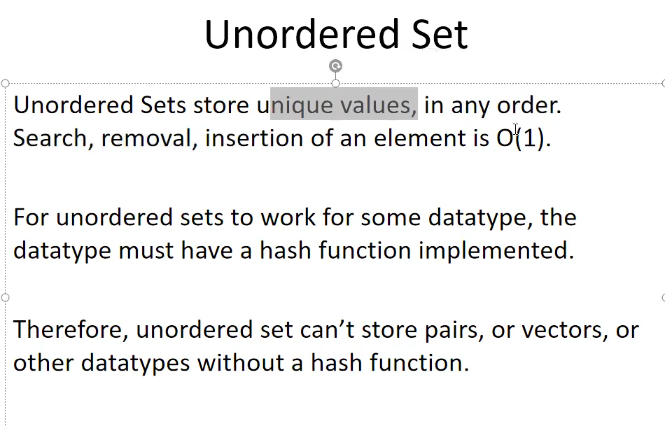 Unordered Set
Unordered Sets store unique values, in any order.
Search, removal, insertion of an element is O(1).
For unordered sets to work for some datatype, the
datatype must have a hash function implemented.
Therefore, unordered set can’t store pairs, or vectors, or
other datatypes without a hash function.